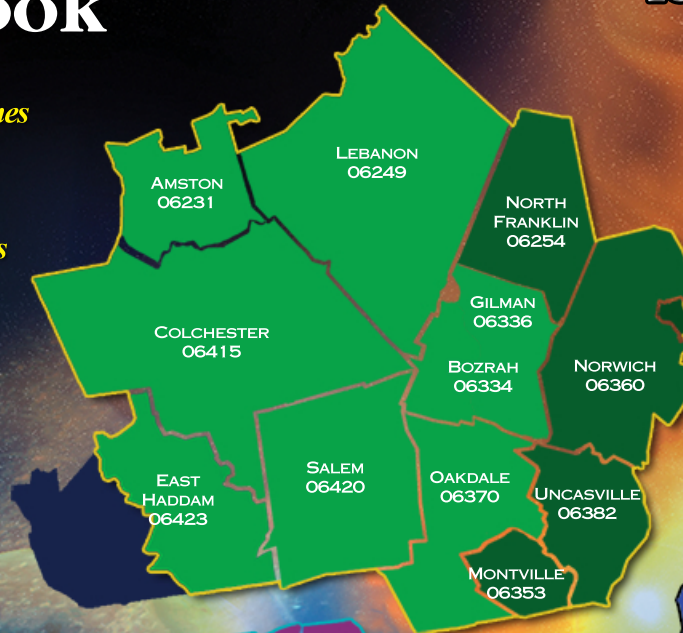 LEBANON
06249
AMSTON
06231
NORTH
FRANKLIN
06254
GILMAN
06336
COLCHESTER
06415
BOZRAH
06334
NORWICH
06360
EAST
HADDAM
06423
SALEM
06420
OAKDALE
06370
UNCASVILLE
06382
MONTVILLE
06353